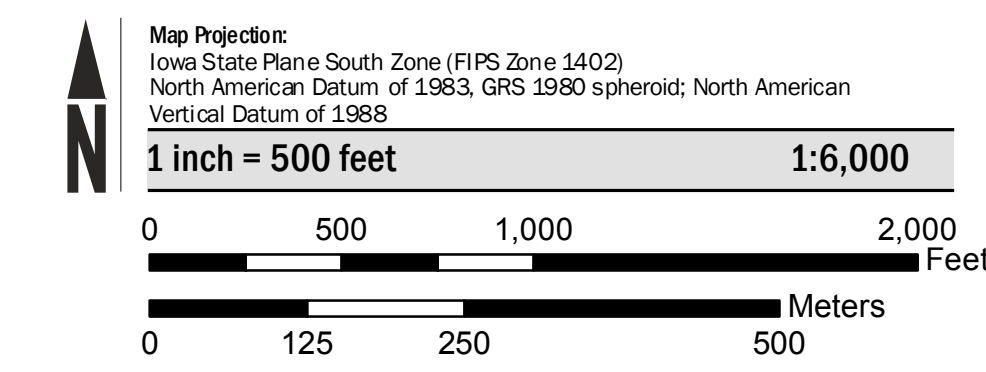 N
Map Projection:
Iowa State Plane South Zone (FIPS Zone 1402)
North American Datum of 1983, GRS 1980 spheroid; North American
Vertical Datum of 1988
1 inch = 500 feet 1:6,000
0 500 1,000 2,000
Feet
Meters
0 125 250 500